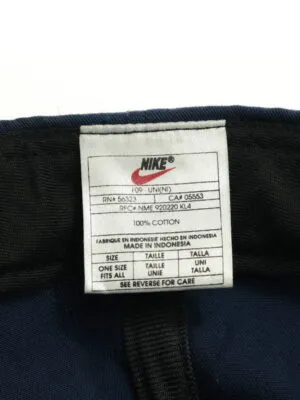 NIKE®
109 UNI(NI)
RN# 56323 CA# 05553
RFC# NME 920220 KL4
100% COTTON
FABRIQUE EN INDONESIE HECHO EN INDONESIA
MADE IN INDONESIA
SIZE TAILLE TALLA
ONE SIZE TAILLE UNI
FITS ALL UNIE TALLA
SEE REVERSE FOR CARE